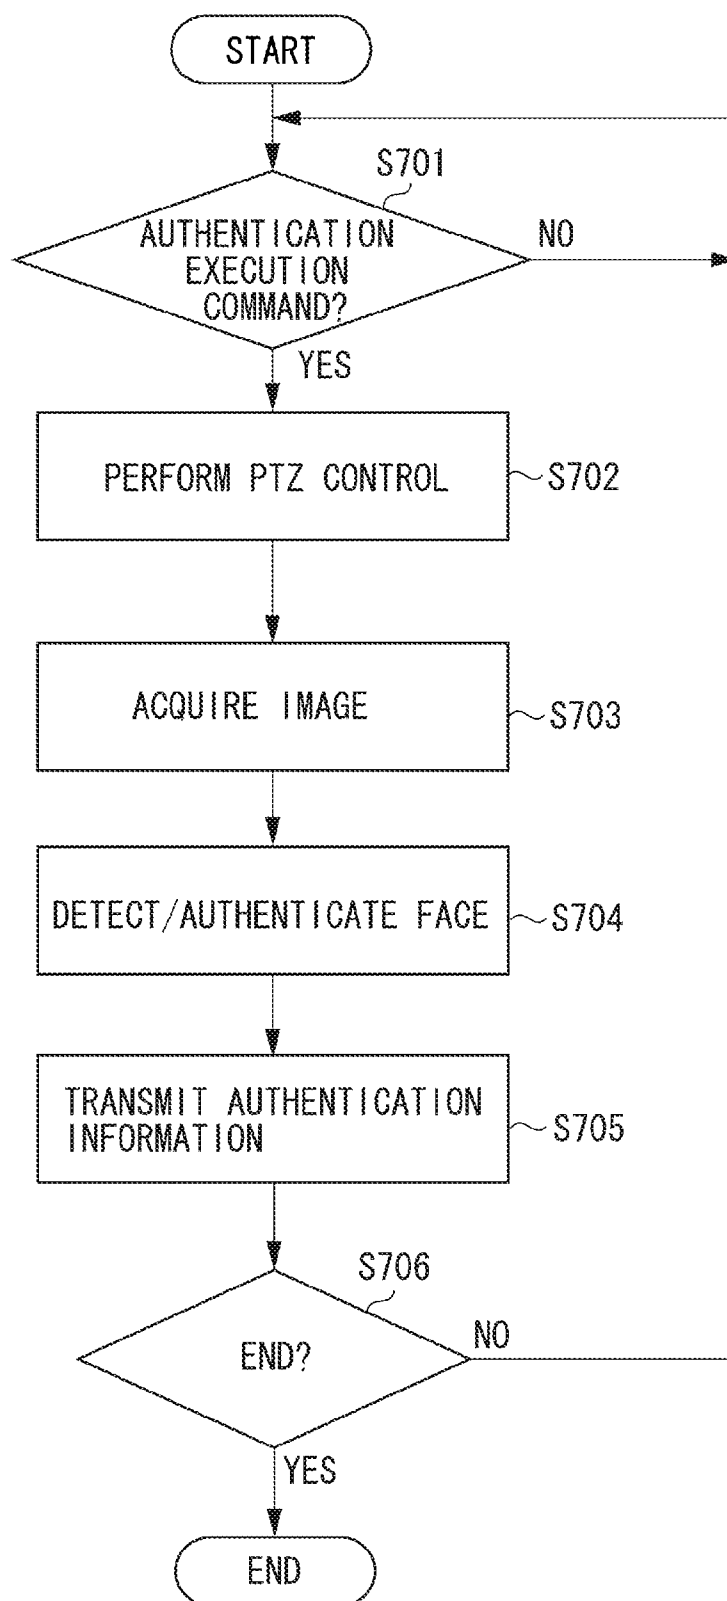 START
S701
AUTHENTICATION
EXECUTION
COMMAND?
NO
YES
PERFORM PTZ CONTROL
S702
ACQUIRE IMAGE
S703
DETECT/AUTHENTICATE FACE
S704
TRANSMIT AUTHENTICATION
INFORMATION
S705
S706
END?
NO
YES
END